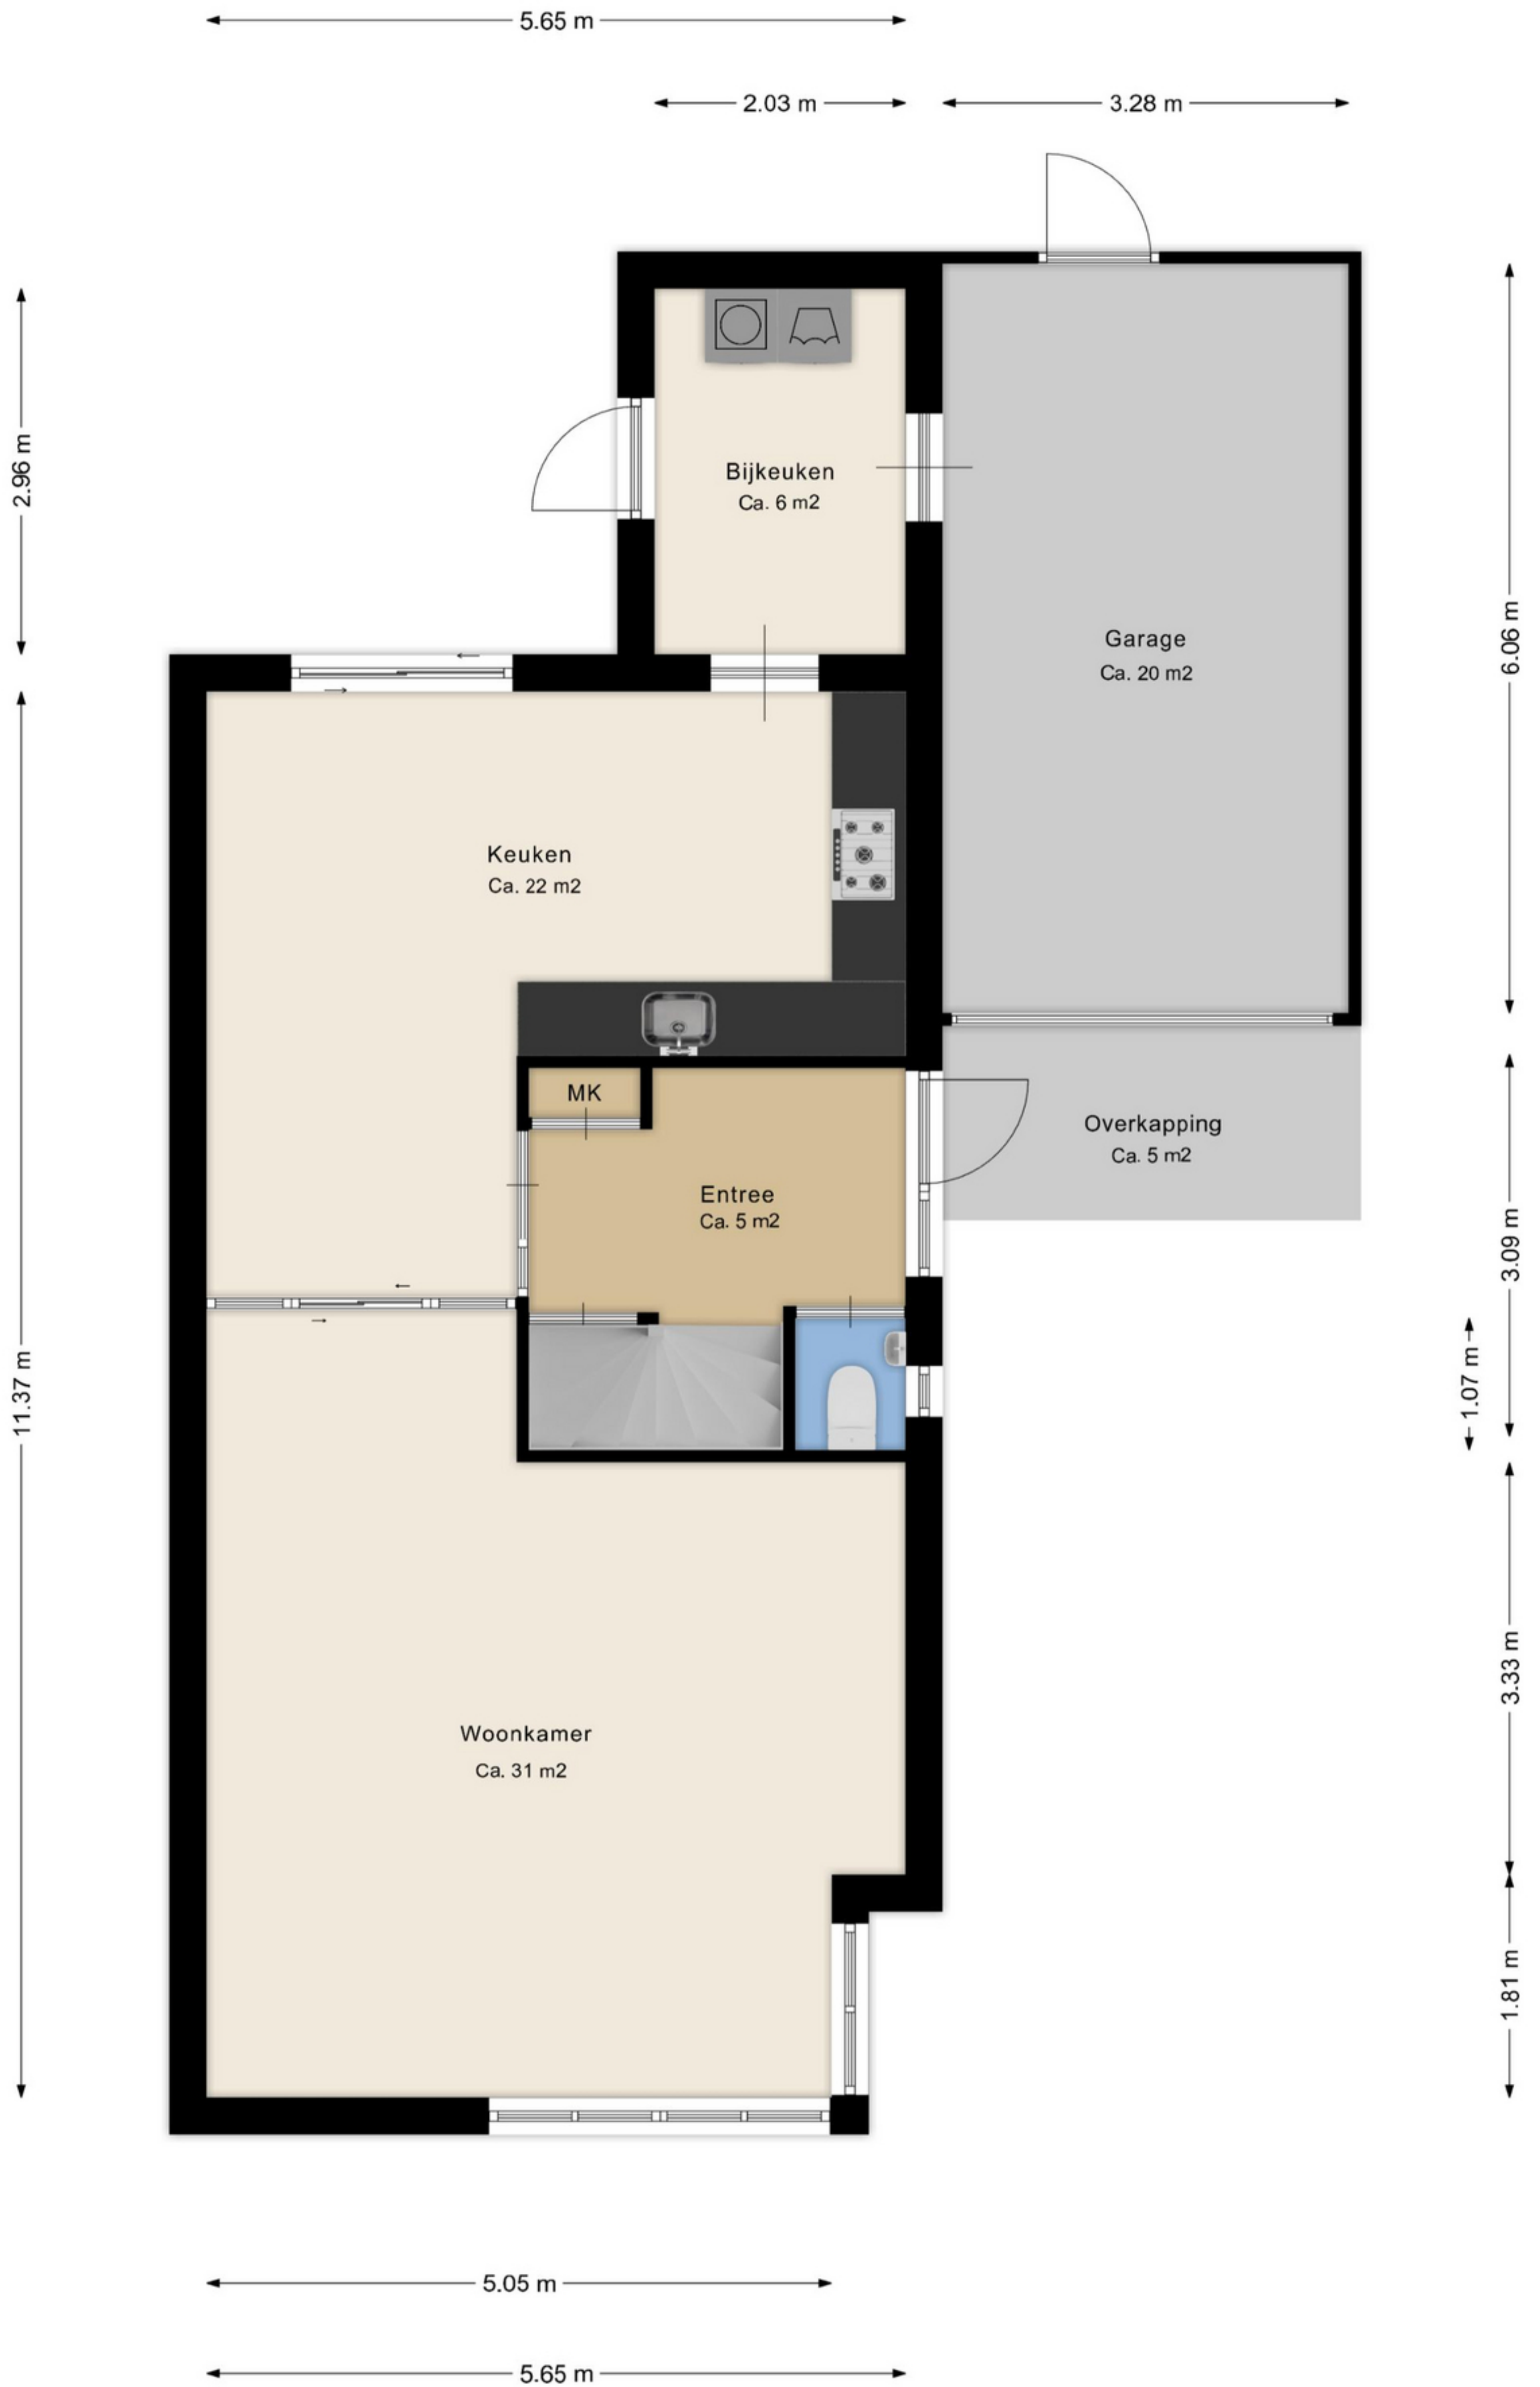 5.65 m
2.03 m
3.28 m
2.96 m
Bijkeuken
Ca. 6 m2
6.06 m
Garage
Ca. 20 m2
Keuken
Ca. 22 m2
MK
Overkapping
Ca. 5 m2
Entree
Ca. 5 m2
3.09 m
11.37 m
1.07 m
3.33 m
Woonkamer
Ca. 31 m2
1.81 m
5.05 m
5.65 m